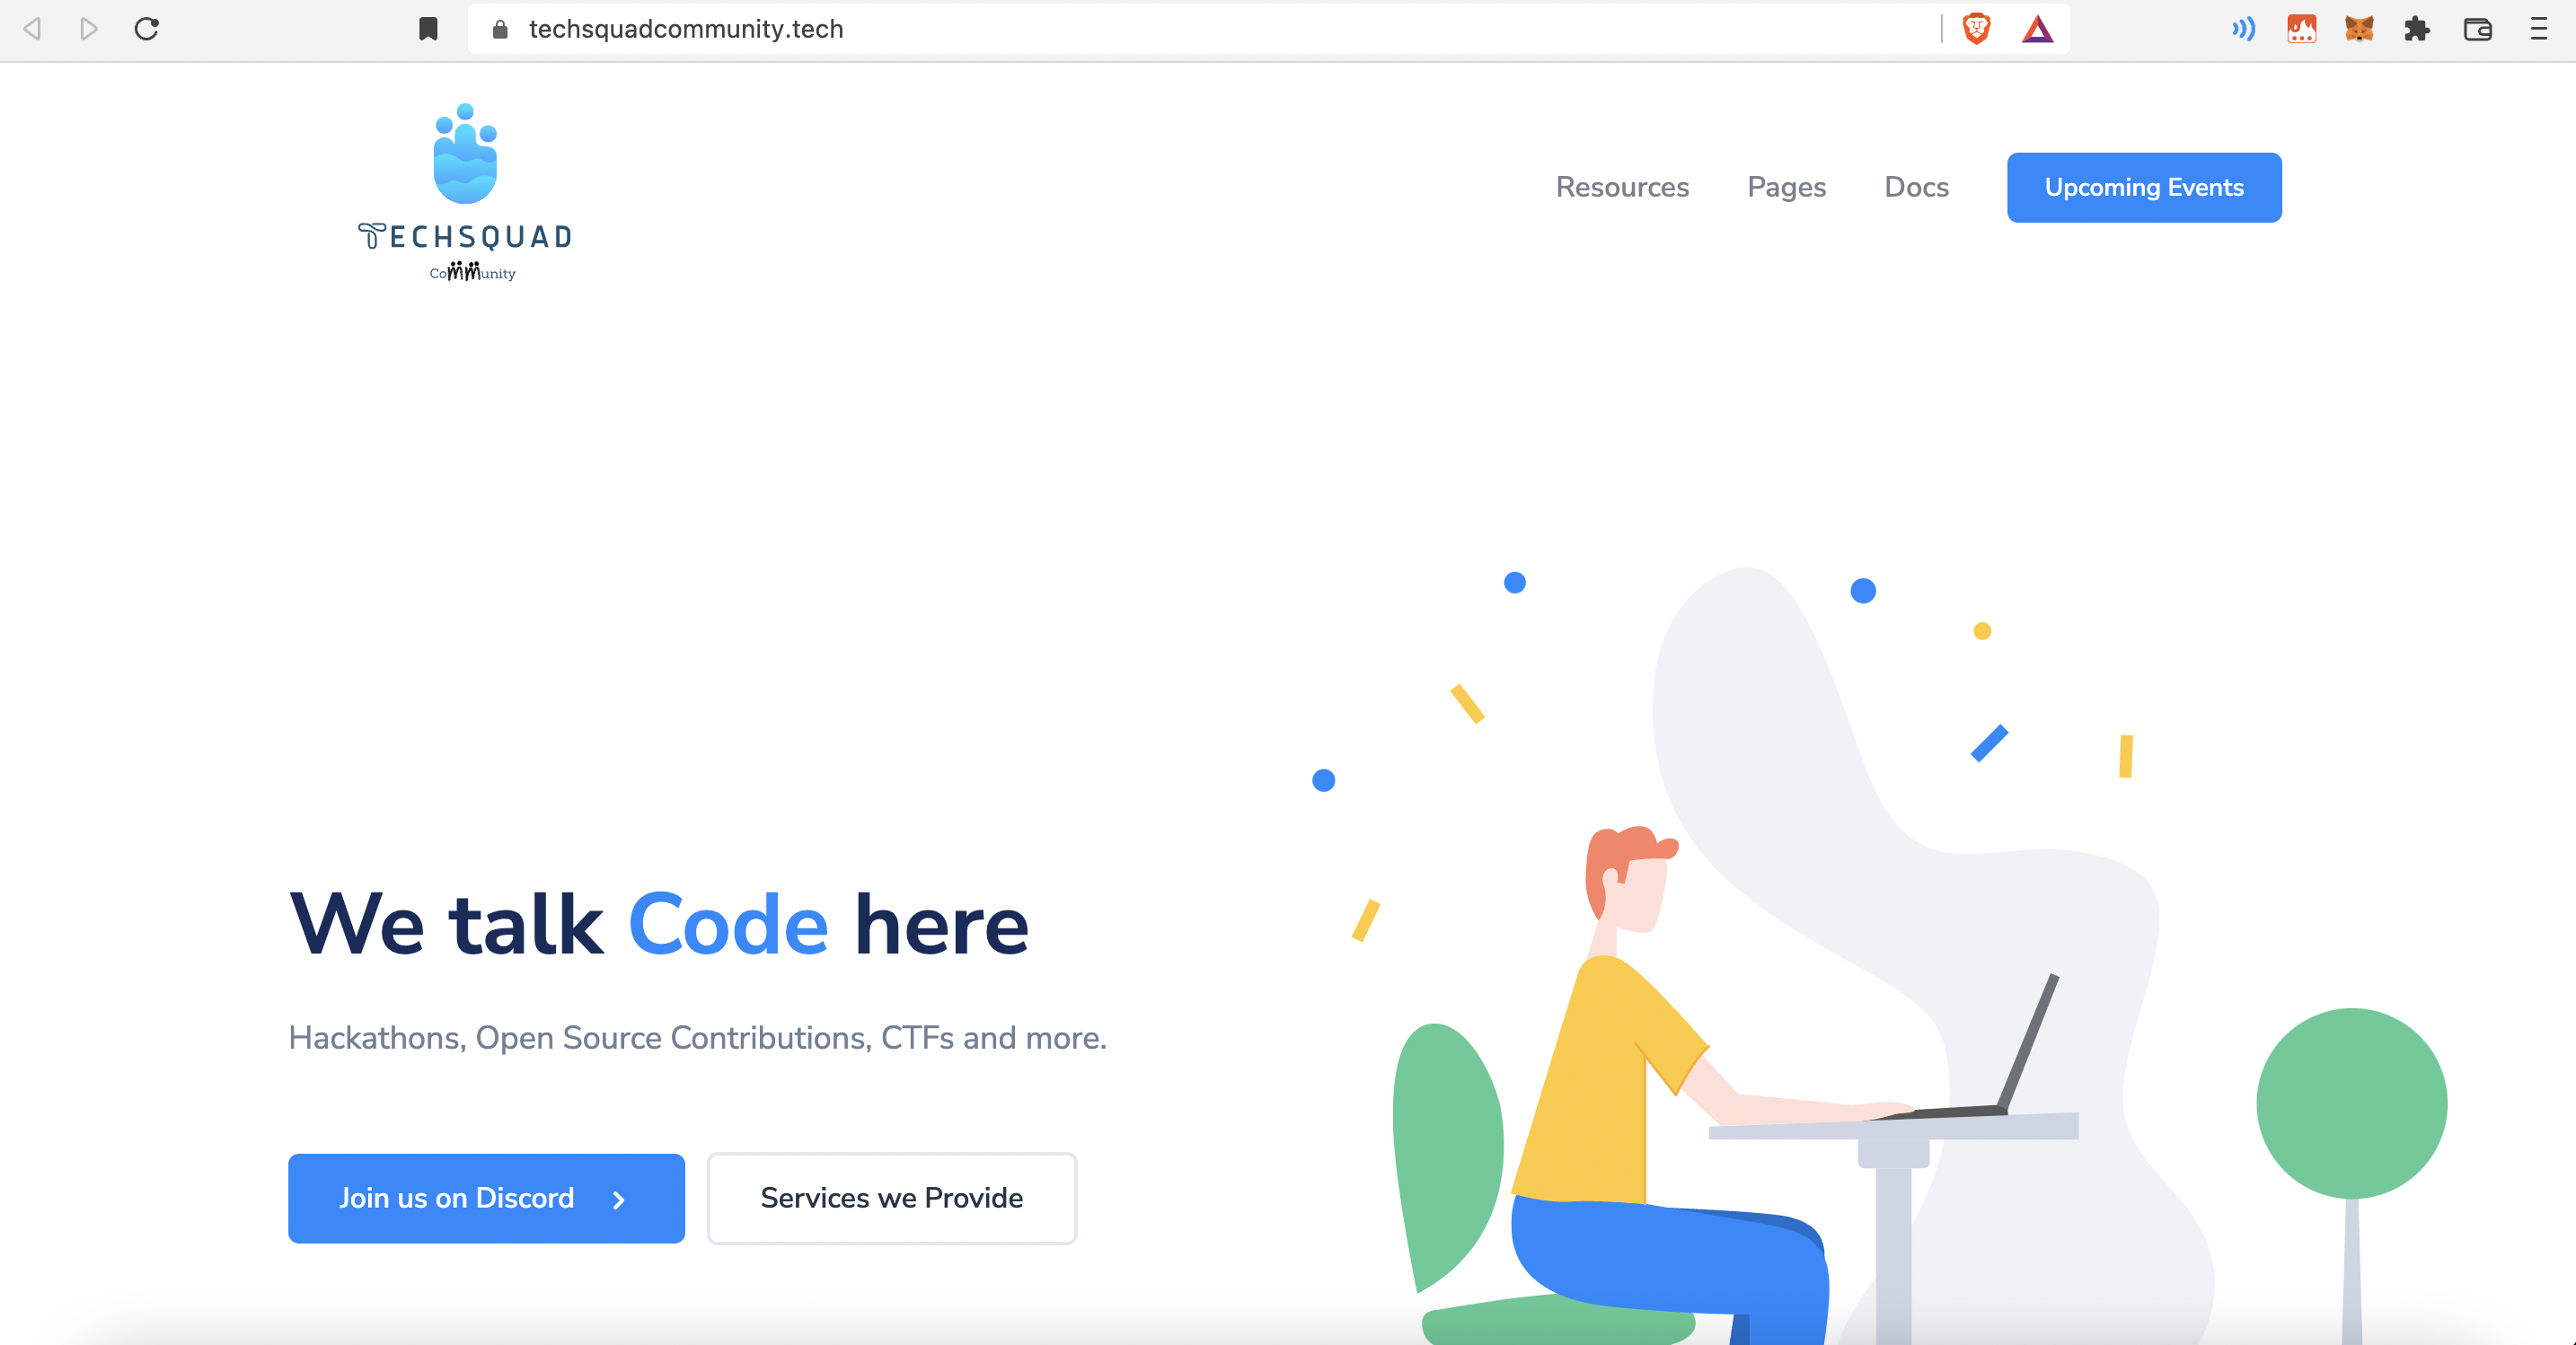 techsquadcommunity.tech
TECHSQUAD
Community
Resources Pages Docs Upcoming Events
We talk Code here
Hackathons, Open Source Contributions, CTFs and more.
Join us on Discord
Services we Provide